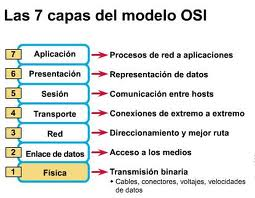 Las 7 capas del modelo OSI
7 Aplicación Procesos de red a aplicaciones
6 Presentación Representación de datos
5 Sesión Comunicación entre hosts
4 Transporte Conexiones de extremo a extremo
3 Red Direccionamiento y mejor ruta
2 Enlace de datos Acceso a los medios
1 Física Transmisión binaria
• Cables, conectores, voltajes, velocidades
de datos